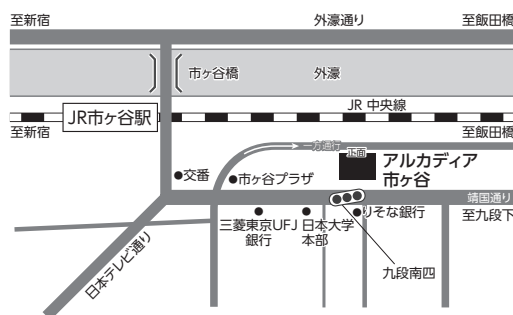 至新宿
外濠通り
至飯田橋
市ヶ谷橋
外濠
JR 中央線
JR市ヶ谷駅
至新宿
至飯田橋
一方通行
正面
アルカディア
市ヶ谷
交番
市ヶ谷プラザ
靖国通り
りそな銀行
至九段下
三菱東京UFJ
銀行
日本大学
本部
九段南四
日本テレビ通り